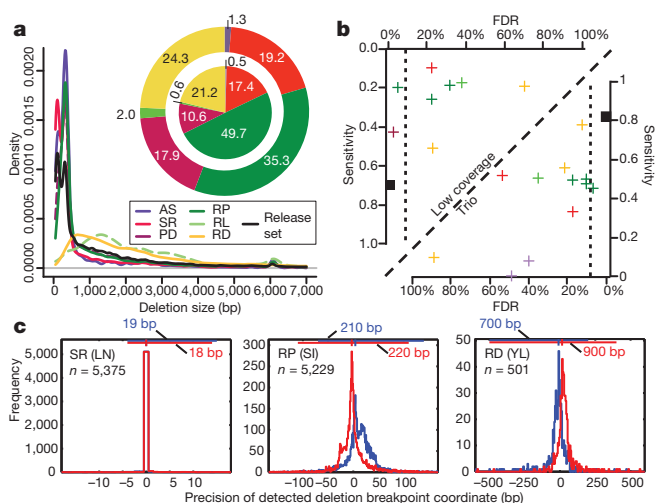 a
0.0020
0.0015
0.0010
0.0005
0.0000
Density
0 1,000 2,000 3,000 4,000 5,000 6,000 7,000
Deletion size (bp)
1.3
0.5
19.2
24.3
0.6
21.2
17.4
2.0
10.6
49.7
17.9
35.3
AS RP
SR RL
PD RD
Release set
b
FDR
0% 20% 40% 60% 80% 100%
0.0
0.2
0.4
0.6
0.8
1.0
Sensitivity
Low coverage
Trio
1
0.8
0.6
0.4
0.2
0
Sensitivity
100% 80% 60% 40% 20% 0%
FDR
c
19 bp
18 bp
SR (LN)
n = 5,375
5,000
4,000
3,000
2,000
1,000
0
Frequency
−10 −5 0 5 10
210 bp
220 bp
RP (SI)
n = 5,229
300
250
200
150
100
50
0
−100 −50 0 50 100
700 bp
900 bp
RD (YL)
n = 501
50
40
30
20
10
0
−500 0 500
Precision of detected deletion breakpoint coordinate (bp)